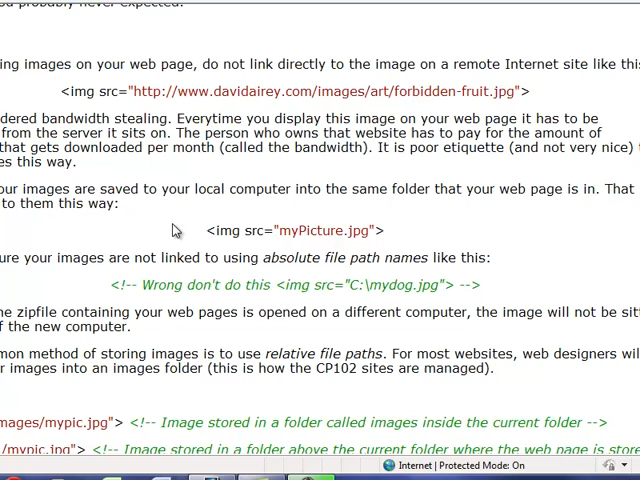 ou probably never expected.
ing images on your web page, do not link directly to the image on a remote Internet site like this
<img src="http://www.davidairey.com/images/art/forbidden-fruit.jpg">
dered bandwidth stealing. Everytime you display this image on your web page it has to be
from the server it sits on. The person who owns that website has to pay for the amount of
that gets downloaded per month (called the bandwidth). It is poor etiquette (and not very nice)
es this way.
our images are saved to your local computer into the same folder that your web page is in. That
to them this way:
<img src="myPicture.jpg">
ure your images are not linked to using absolute file path names like this:
<!-- Wrong don't do this <img src="C:\mydog.jpg"> -->
he zipfile containing your web pages is opened on a different computer, the image will not be sit
f the new computer.
mon method of storing images is to use relative file paths. For most websites, web designers wil
r images into an images folder (this is how the CP102 sites are managed).
mages/mypic.jpg"> <!-- Image stored in a folder called images inside the current folder -->
/mypic.jpg"> <!-- Image stored in a folder above the current folder where the web page is store
Internet | Protected Mode: On